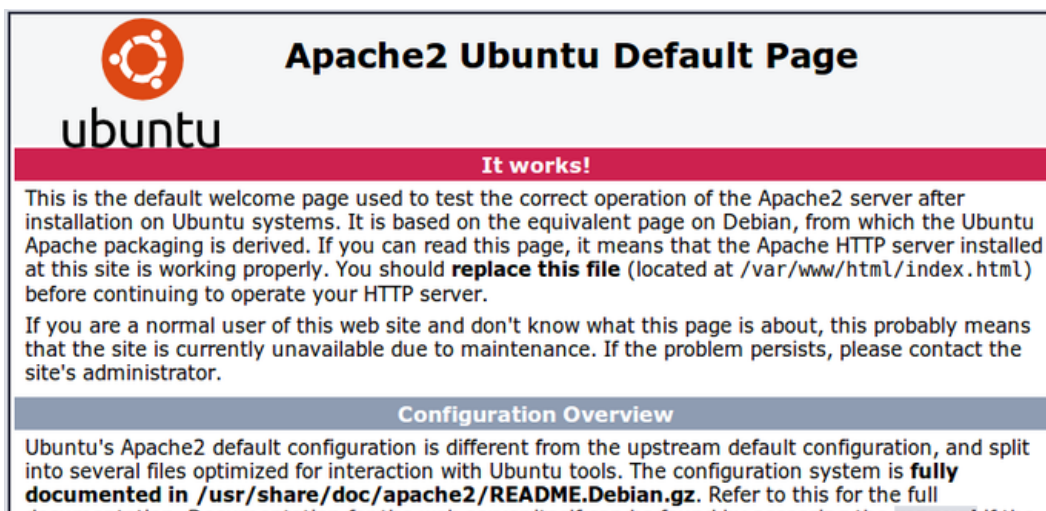 ubuntu
Apache2 Ubuntu Default Page
It works!
This is the default welcome page used to test the correct operation of the Apache2 server after
installation on Ubuntu systems. It is based on the equivalent page on Debian, from which the Ubuntu
Apache packaging is derived. If you can read this page, it means that the Apache HTTP server installed
at this site is working properly. You should replace this file (located at /var/www/html/index.html)
before continuing to operate your HTTP server.
If you are a normal user of this web site and don't know what this page is about, this probably means
that the site is currently unavailable due to maintenance. If the problem persists, please contact the
site's administrator.
Configuration Overview
Ubuntu's Apache2 default configuration is different from the upstream default configuration, and split
into several files optimized for interaction with Ubuntu tools. The configuration system is fully
documented in /usr/share/doc/apache2/README.Debian.gz. Refer to this for the full